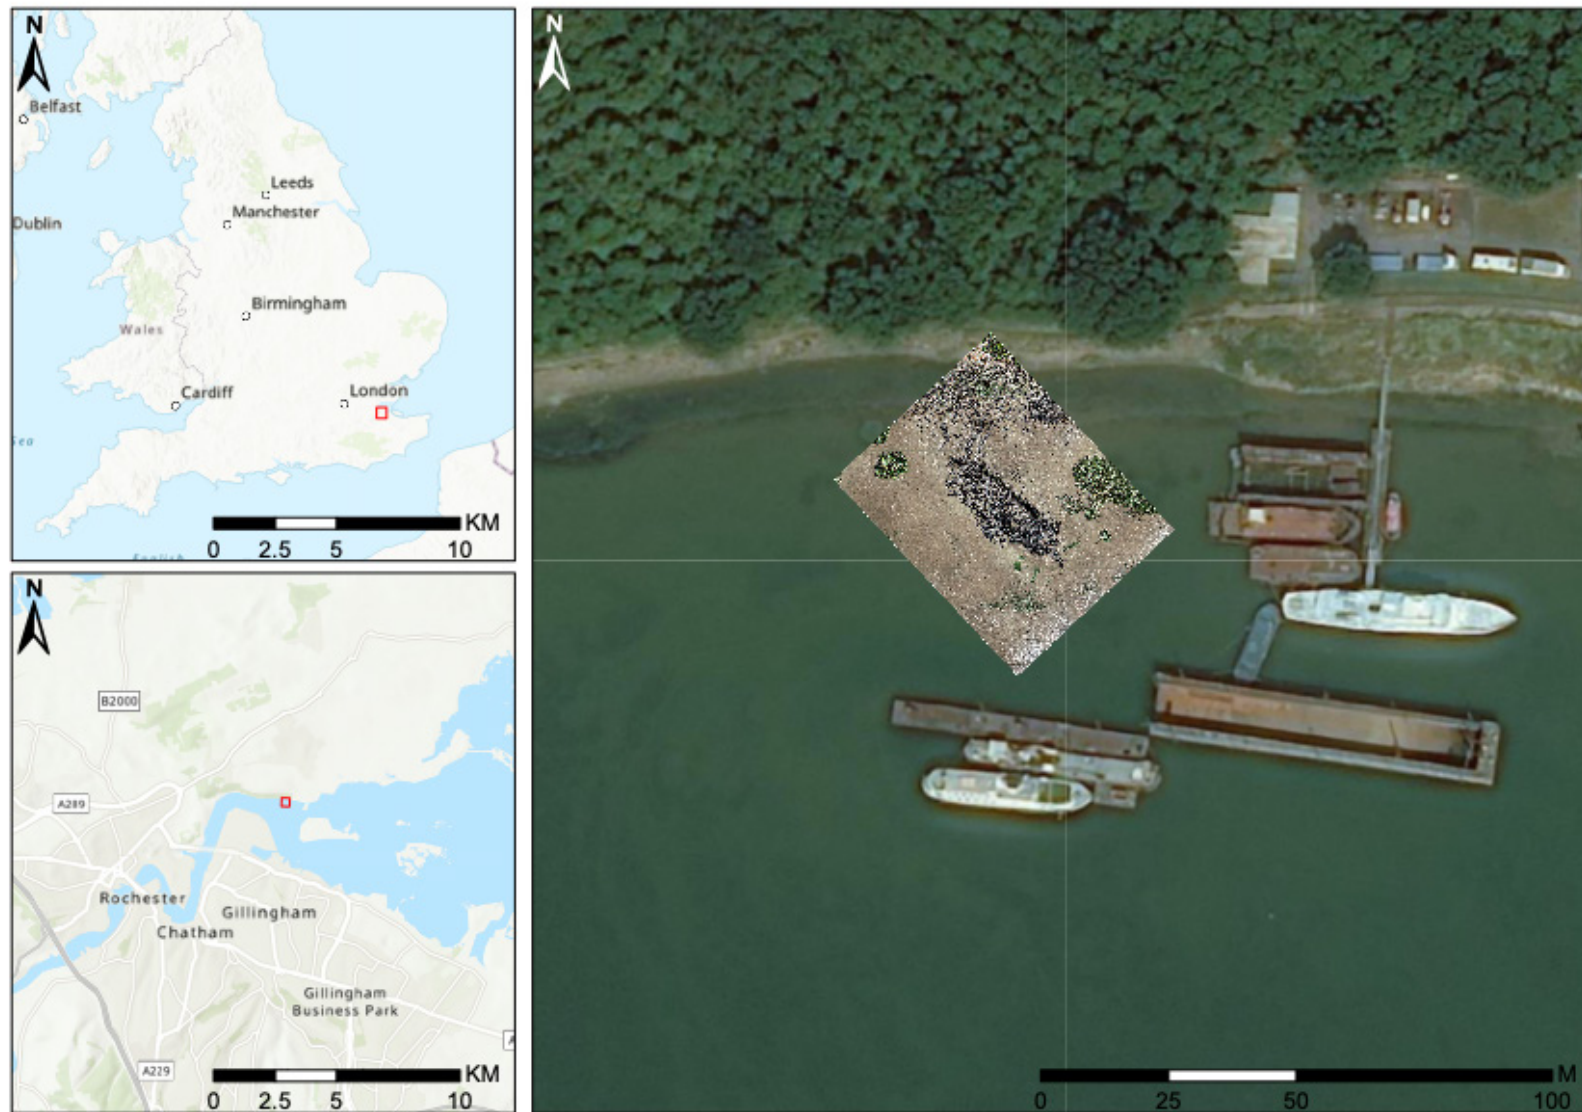 N
Belfast
Leeds
Manchester
Dublin
Birmingham
Wales
Cardiff
London
Sea
English
KM
0 2.5 5 10
N
B2000
A289
Rochester
Gillingham
Chatham
Gillingham
Business Park
A
A229
KM
0 2.5 5 10
N
M
0 25 50 100